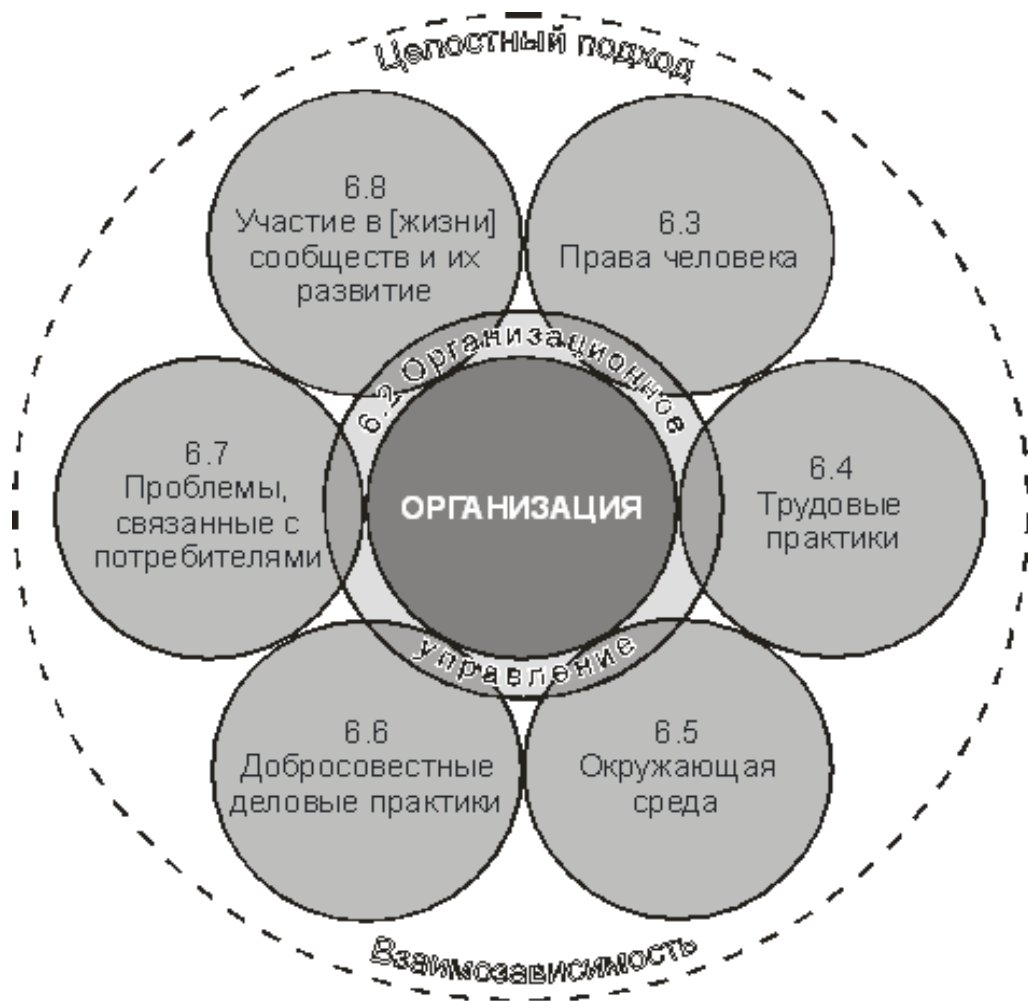 Целостный подход
6.8
Участие в [жизни]
сообществ и их
развитие
6.3
Права человека
6.2 Организационное
6.7
Проблемы,
связанные с
потребителями
ОРГАНИЗАЦИЯ
6.4
Трудовые
практики
управление
6.6
Добросовестные
деловые практики
6.5
Окружающая
среда
Взаимозависимость